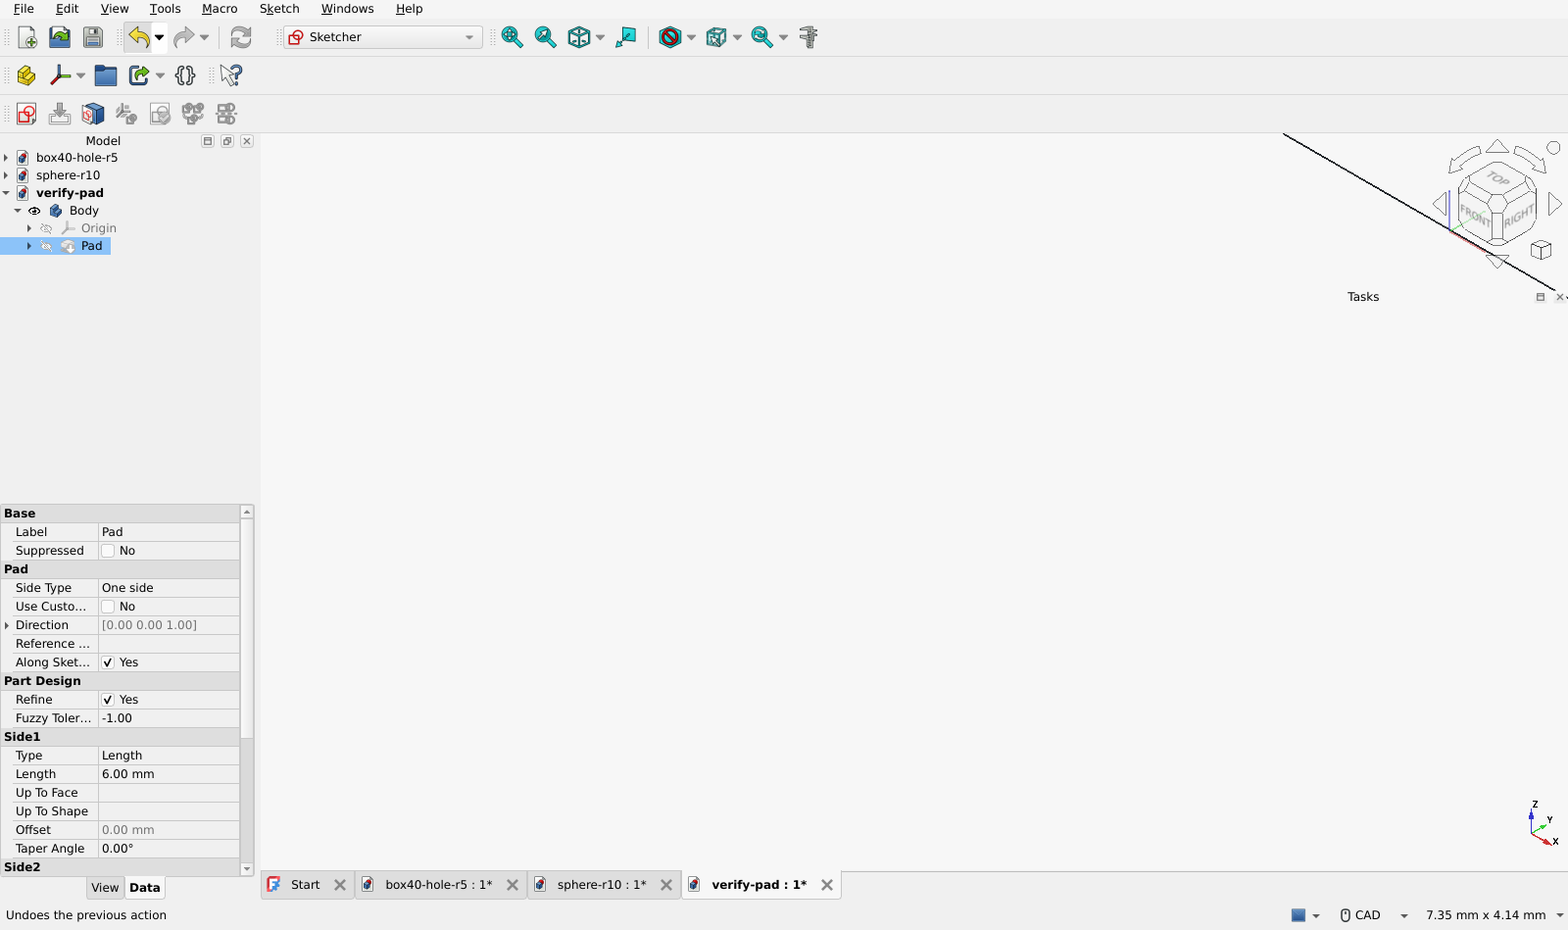 File Edit View Tools Macro Sketch Windows Help
Sketcher
Model
box40-hole-r5
sphere-r10
verify-pad
Body
Origin
Pad
TOP
FRONT
RIGHT
Tasks
Base
Label Pad
Suppressed No
Pad
Side Type One side
Use Custo... No
Direction [0.00 0.00 1.00]
Reference ...
Along Sket... Yes
Part Design
Refine Yes
Fuzzy Toler... -1.00
Side1
Type Length
Length 6.00 mm
Up To Face
Up To Shape
Offset 0.00 mm
Taper Angle 0.00°
Side2
Z
Y
X
View Data
Start box40-hole-r5 : 1* sphere-r10 : 1* verify-pad : 1*
Undoes the previous action
CAD 7.35 mm x 4.14 mm